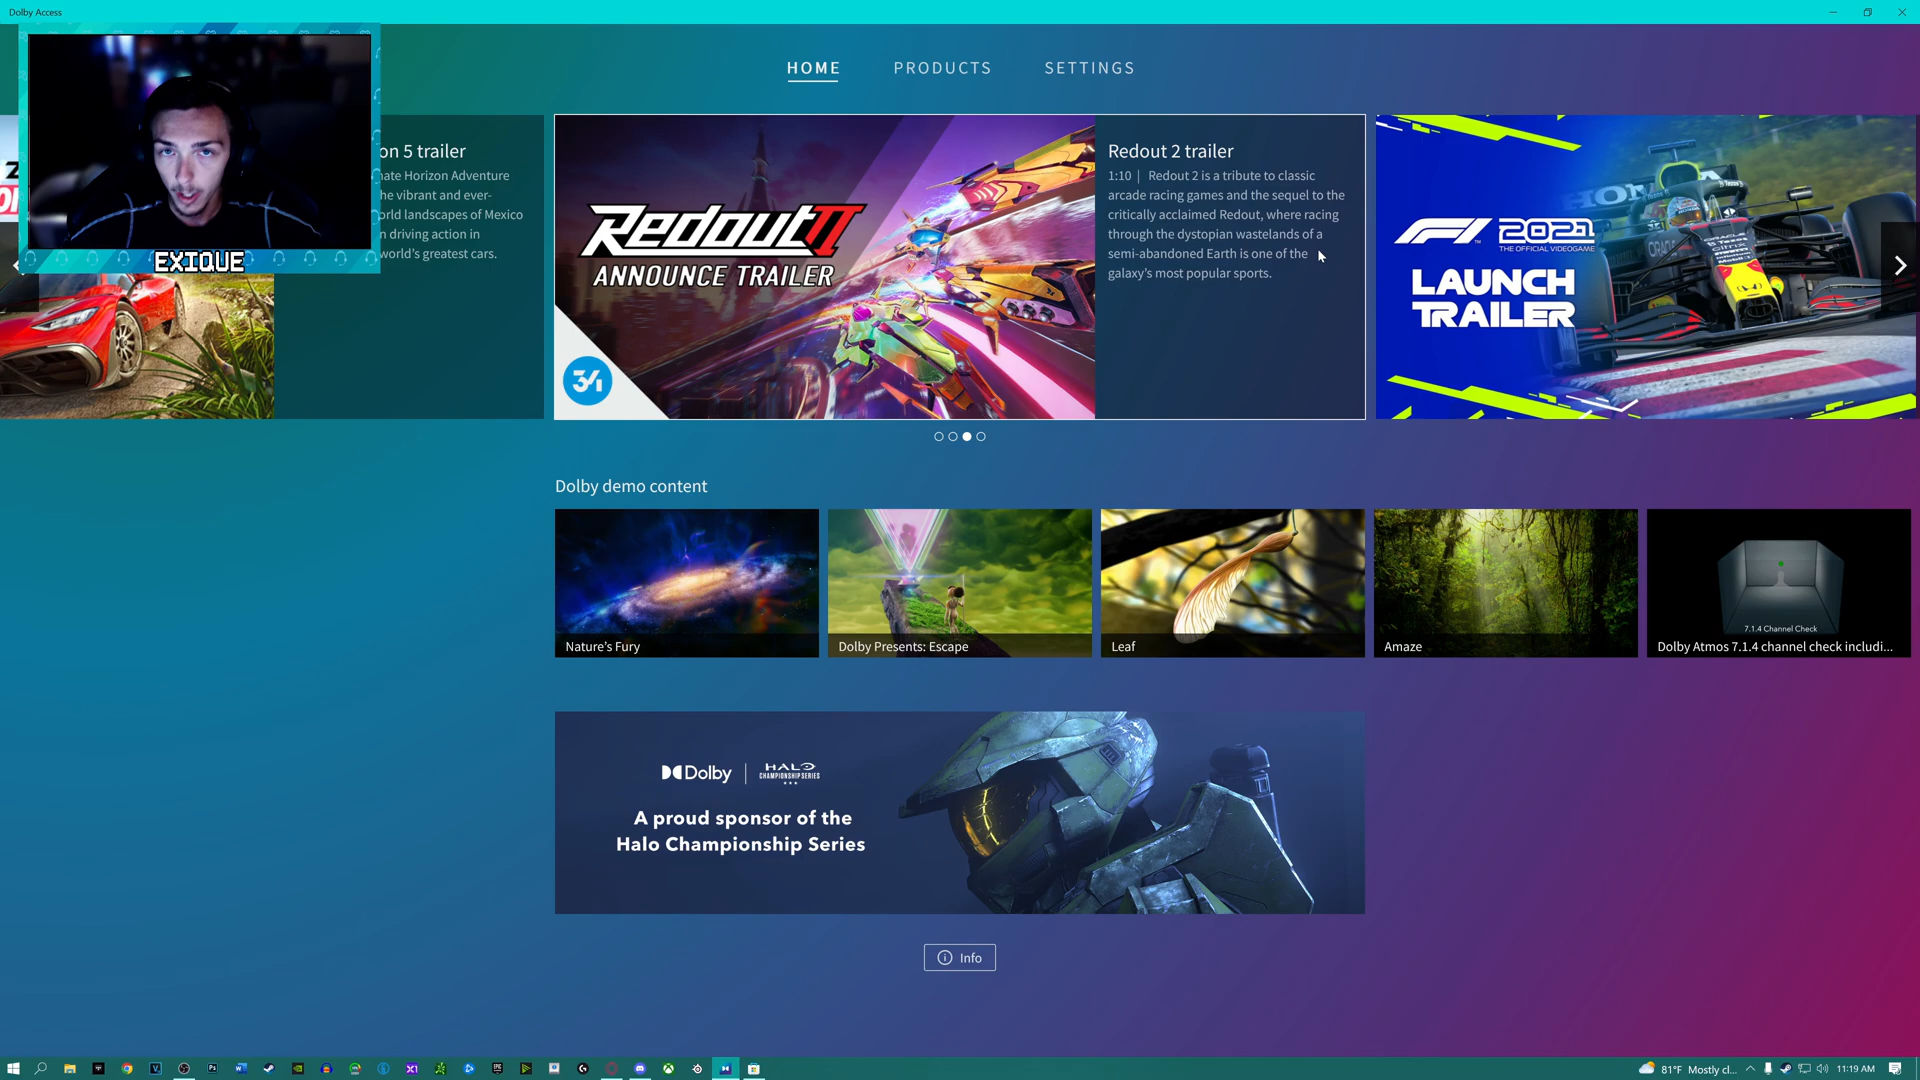 Dolby Access
HOME
PRODUCTS
SETTINGS
EXIQUE
on 5 trailer
nate Horizon Adventure
he vibrant and ever-
orld landscapes of Mexico
n driving action in
world's greatest cars.
Redout II
ANNOUNCE TRAILER
34
Redout 2 trailer
1:10 | Redout 2 is a tribute to classic
arcade racing games and the sequel to the
critically acclaimed Redout, where racing
through the dystopian wastelands of a
semi-abandoned Earth is one of the
galaxy's most popular sports.
F1 2021
THE OFFICIAL VIDEOGAME
LAUNCH
TRAILER
ORACLE
Dolby demo content
Nature's Fury
Dolby Presents: Escape
Leaf
Amaze
7.1.4 Channel Check
Dolby Atmos 7.1.4 channel check includi...
Dolby
HALO
CHAMPIONSHIP SERIES
A proud sponsor of the
Halo Championship Series
Info
81°F Mostly cl...
11:19 AM